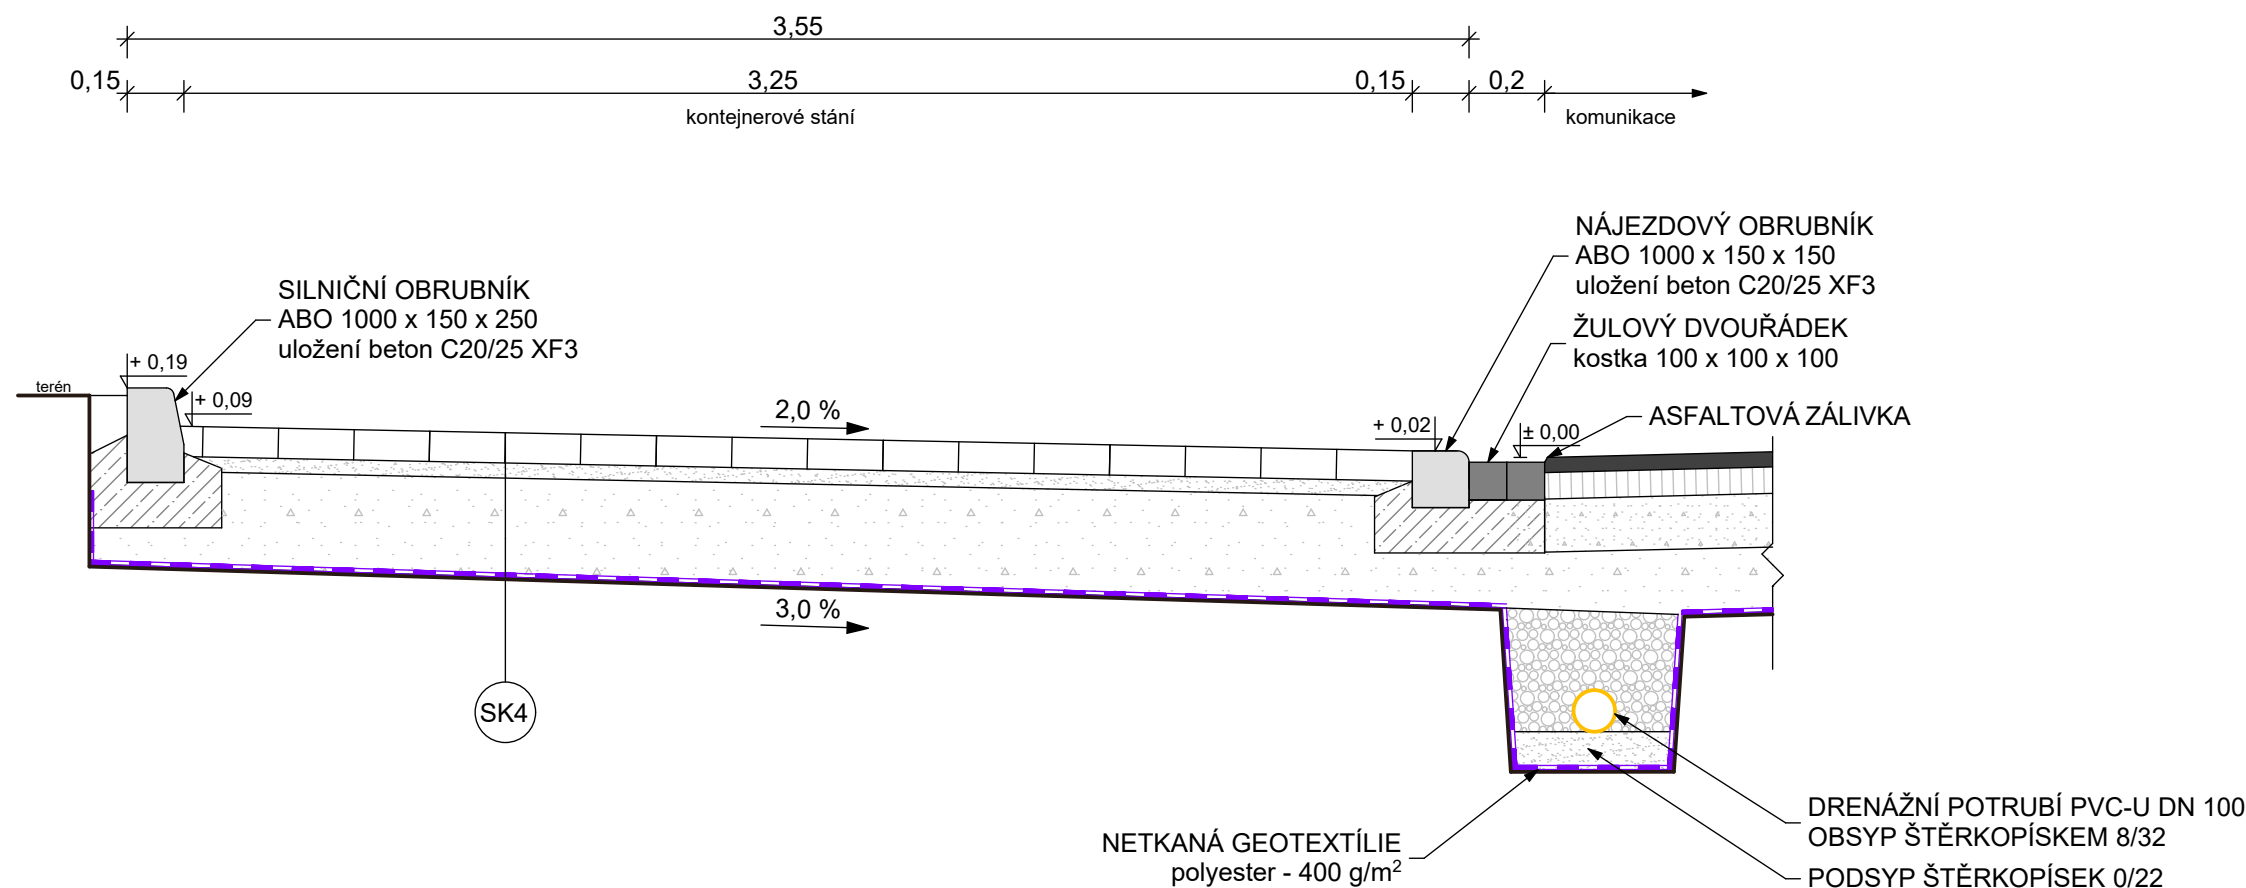 3,55
0,15
3,25
0,15
0,2
kontejnerové stání
komunikace
NÁJEZDOVÝ OBRUBNÍK
ABO 1000 x 150 x 150
uložení beton C20/25 XF3
SILNIČNÍ OBRUBNÍK
ABO 1000 x 150 x 250
uložení beton C20/25 XF3
ŽULOVÝ DVOUŘÁDEK
kostka 100 x 100 x 100
+ 0,19
terén
+ 0,09
2,0 %
+ 0,02
± 0,00
ASFALTOVÁ ZÁLIVKA
3,0 %
SK4
DRENÁŽNÍ POTRUBÍ PVC-U DN 100
OBSYP ŠTĚRKOPÍSKEM 8/32
NETKANÁ GEOTEXTÍLIE
polyester - 400 g/m²
PODSYP ŠTĚRKOPÍSEK 0/22